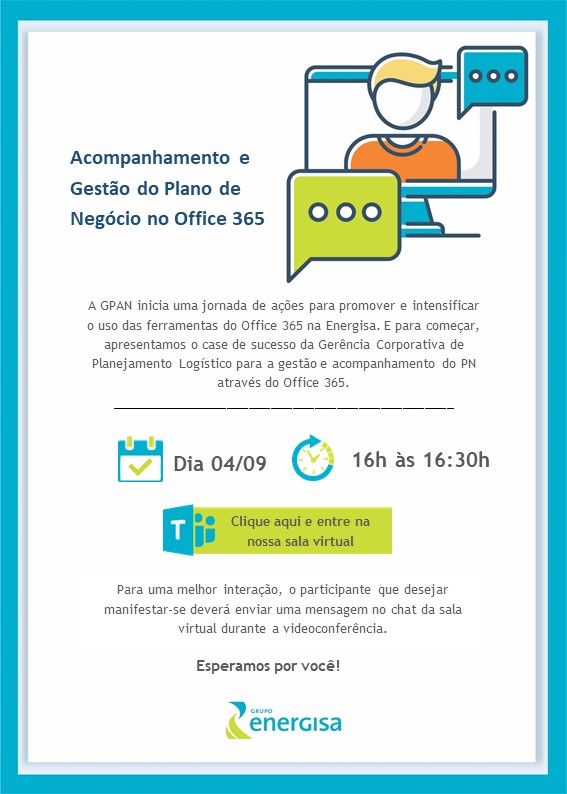 Acompanhamento e
Gestão do Plano de
Negócio no Office 365
A GPAN inicia uma jornada de ações para promover e intensificar
o uso das ferramentas do Office 365 na Energisa. E para começar,
apresentamos o case de sucesso da Gerência Corporativa de
Planejamento Logístico para a gestão e acompanhamento do PN
através do Office 365.
Dia 04/09
16h às 16:30h
T
Clique aqui e entre na
nossa sala virtual
Para uma melhor interação, o participante que desejar
manifestar-se deverá enviar uma mensagem no chat da sala
virtual durante a videoconferência.
Esperamos por você!
GRUPO
energisa